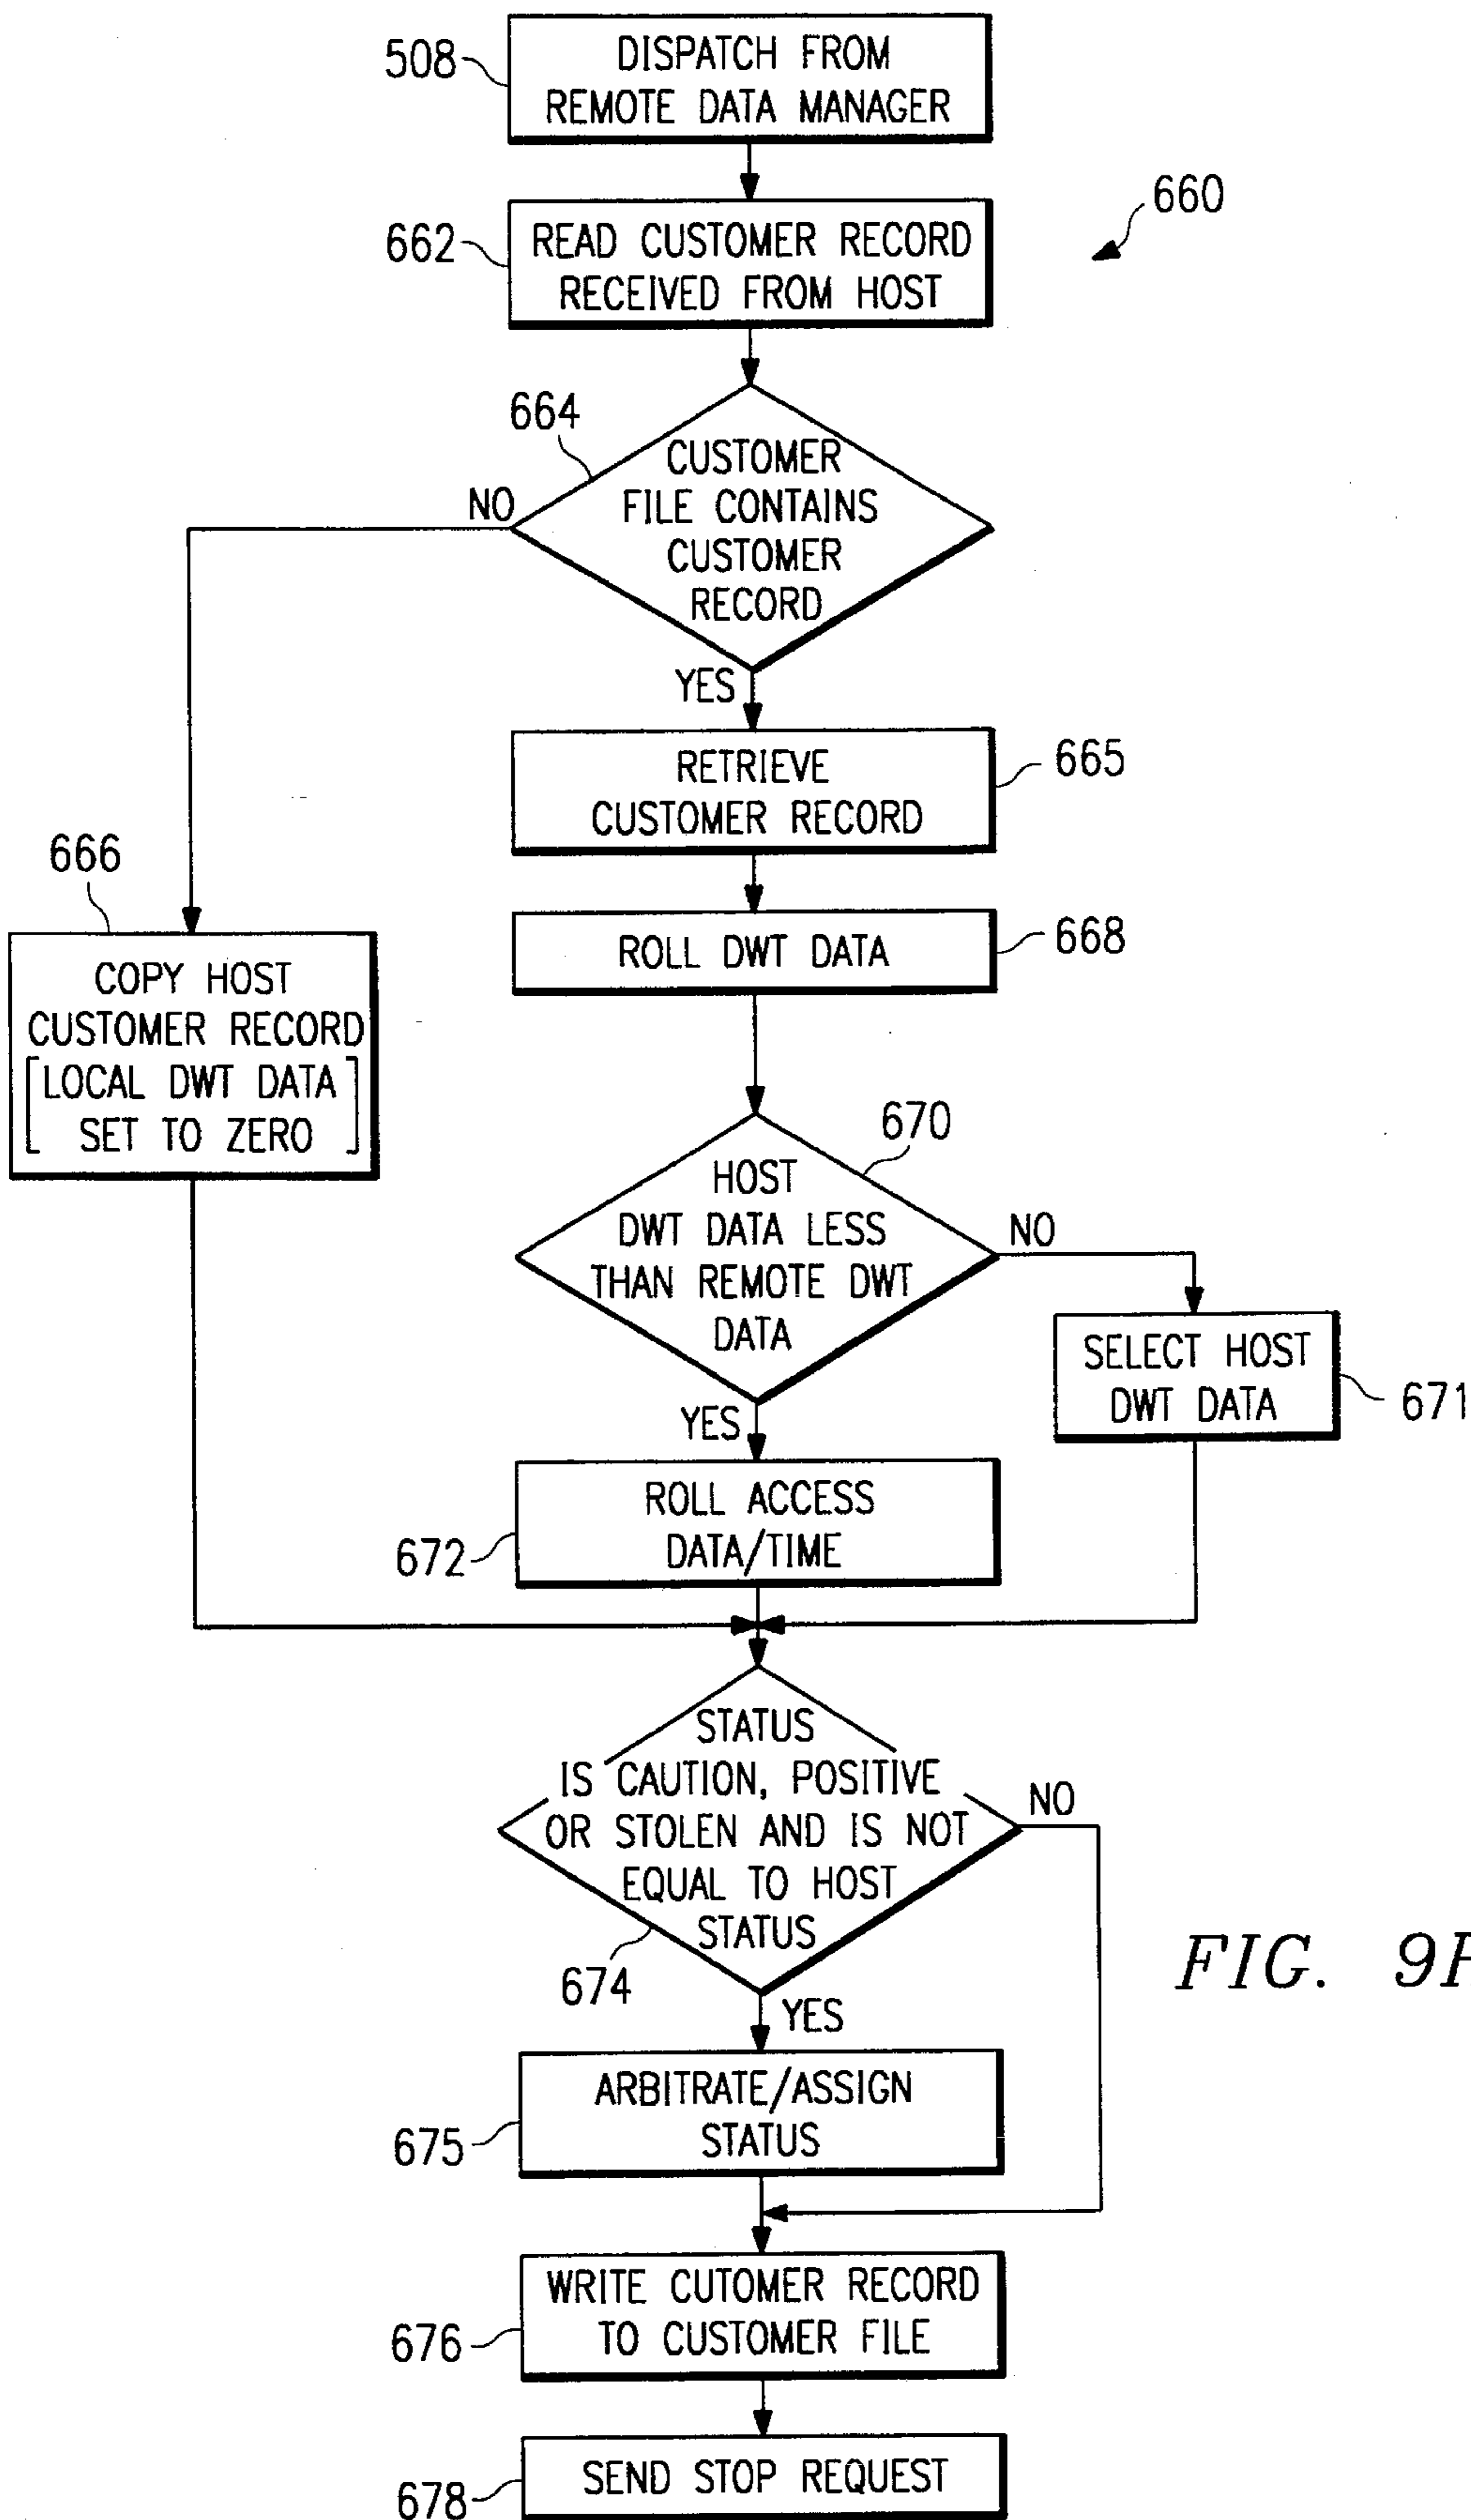 508
DISPATCH FROM
REMOTE DATA MANAGER
660
662
READ CUSTOMER RECORD
RECEIVED FROM HOST
664
CUSTOMER
FILE CONTAINS
CUSTOMER
RECORD
NO
YES
RETRIEVE
CUSTOMER RECORD
665
666
COPY HOST
CUSTOMER RECORD
[LOCAL DWT DATA
SET TO ZERO]
ROLL DWT DATA
668
670
HOST
DWT DATA LESS
THAN REMOTE DWT
DATA
NO
SELECT HOST
DWT DATA
671
YES
ROLL ACCESS
DATA/TIME
672
STATUS
IS CAUTION, POSITIVE
OR STOLEN AND IS NOT
EQUAL TO HOST
STATUS
NO
674
YES
FIG. 9
ARBITRATE/ASSIGN
STATUS
675
WRITE CUTOMER RECORD
TO CUSTOMER FILE
676
SEND STOP REQUEST
678